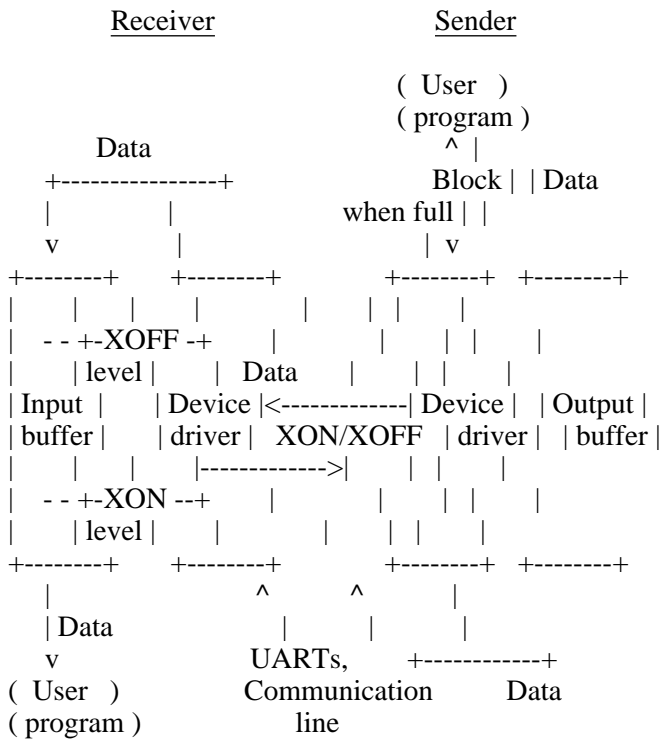 Receiver Sender
( User )
( program )
Data ^ |
+----------------+ Block | | Data
| | when full | |
v | | v
+--------+ +--------+ +--------+ +--------+
| | | | | | | |
| - - +-XOFF -+ | | | | |
| | level | | Data | | | |
| Input | | Device |<-------------| Device | | Output |
| buffer | | driver | XON/XOFF | driver | | buffer |
| | | |------------->| | | |
| - - +-XON --+ | | | | |
| | level | | | | | |
+--------+ +--------+ +--------+ +--------+
| ^ ^ |
| Data | | |
v UARTs, +------------+
( User ) Communication Data
( program ) line